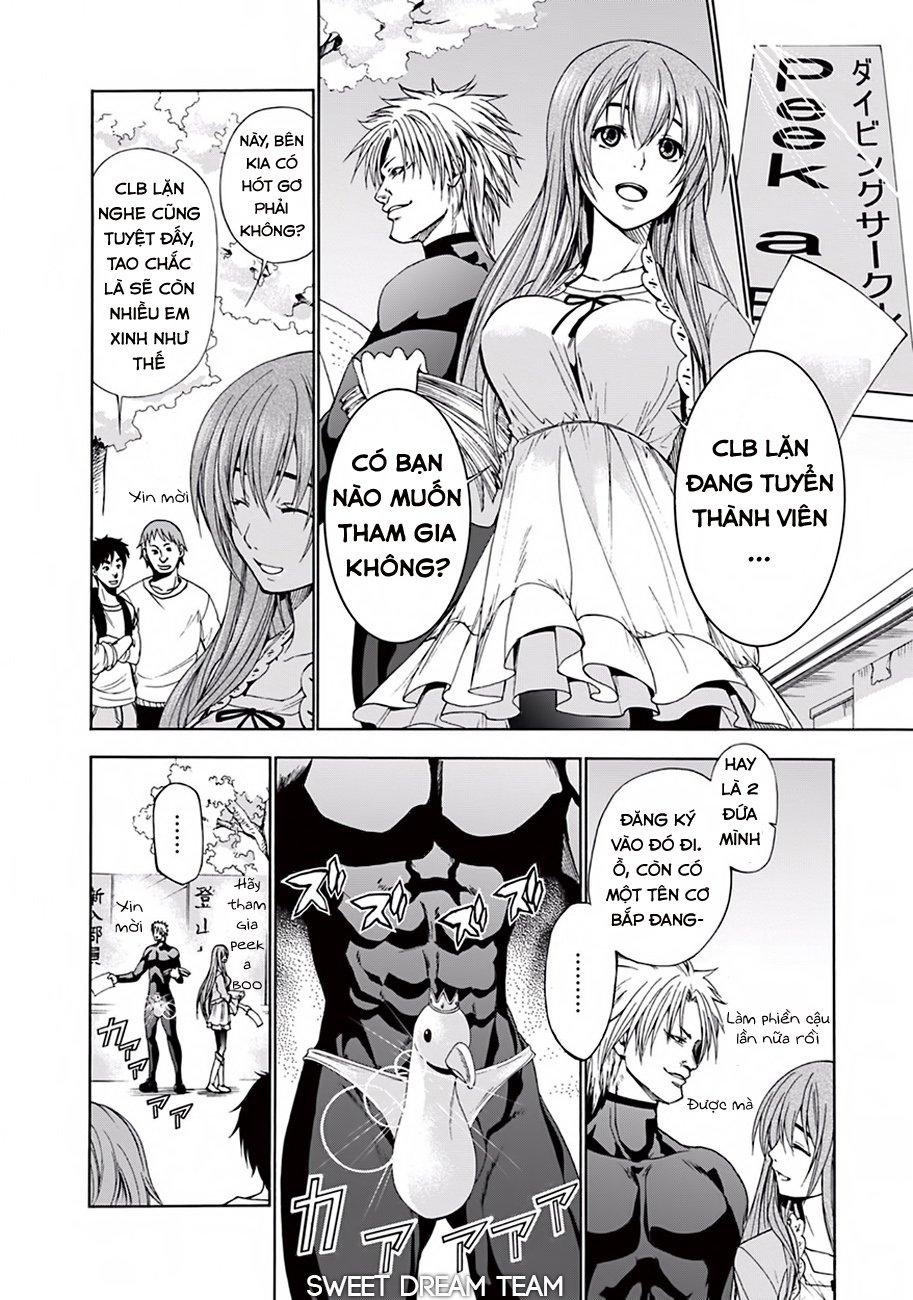 ダイビングサークル
Peek a B
CLB LẶN
ĐANG TUYỂN
THÀNH VIÊN
...
CÓ BẠN
NÀO MUỐN
THAM GIA
KHÔNG?
NÀY, BÊN
KIA CÓ
HÓT GƠ
PHẢI
KHÔNG?
CLB LẶN
NGHE CŨNG
TUYỆT ĐẤY,
TAO CHẮC
LÀ SẼ CÒN
NHIỀU EM
XINH NHƯ
THẾ
Xin mời
HAY
LÀ 2
ĐỨA
MÌNH
ĐĂNG KÝ
VÀO ĐÓ ĐI.
Ồ, CÒN CÓ
MỘT TÊN CƠ
BẮP ĐANG-
........
Làm phiền cậu
lần nữa rồi
Được mà
ズズ
ズズ
カァァァァ
........
Hãy
tham
gia
peek
a
BOO
Xin
mời
登山
新入部員
カァァ
ァァ
SWEET DREAM TEAM